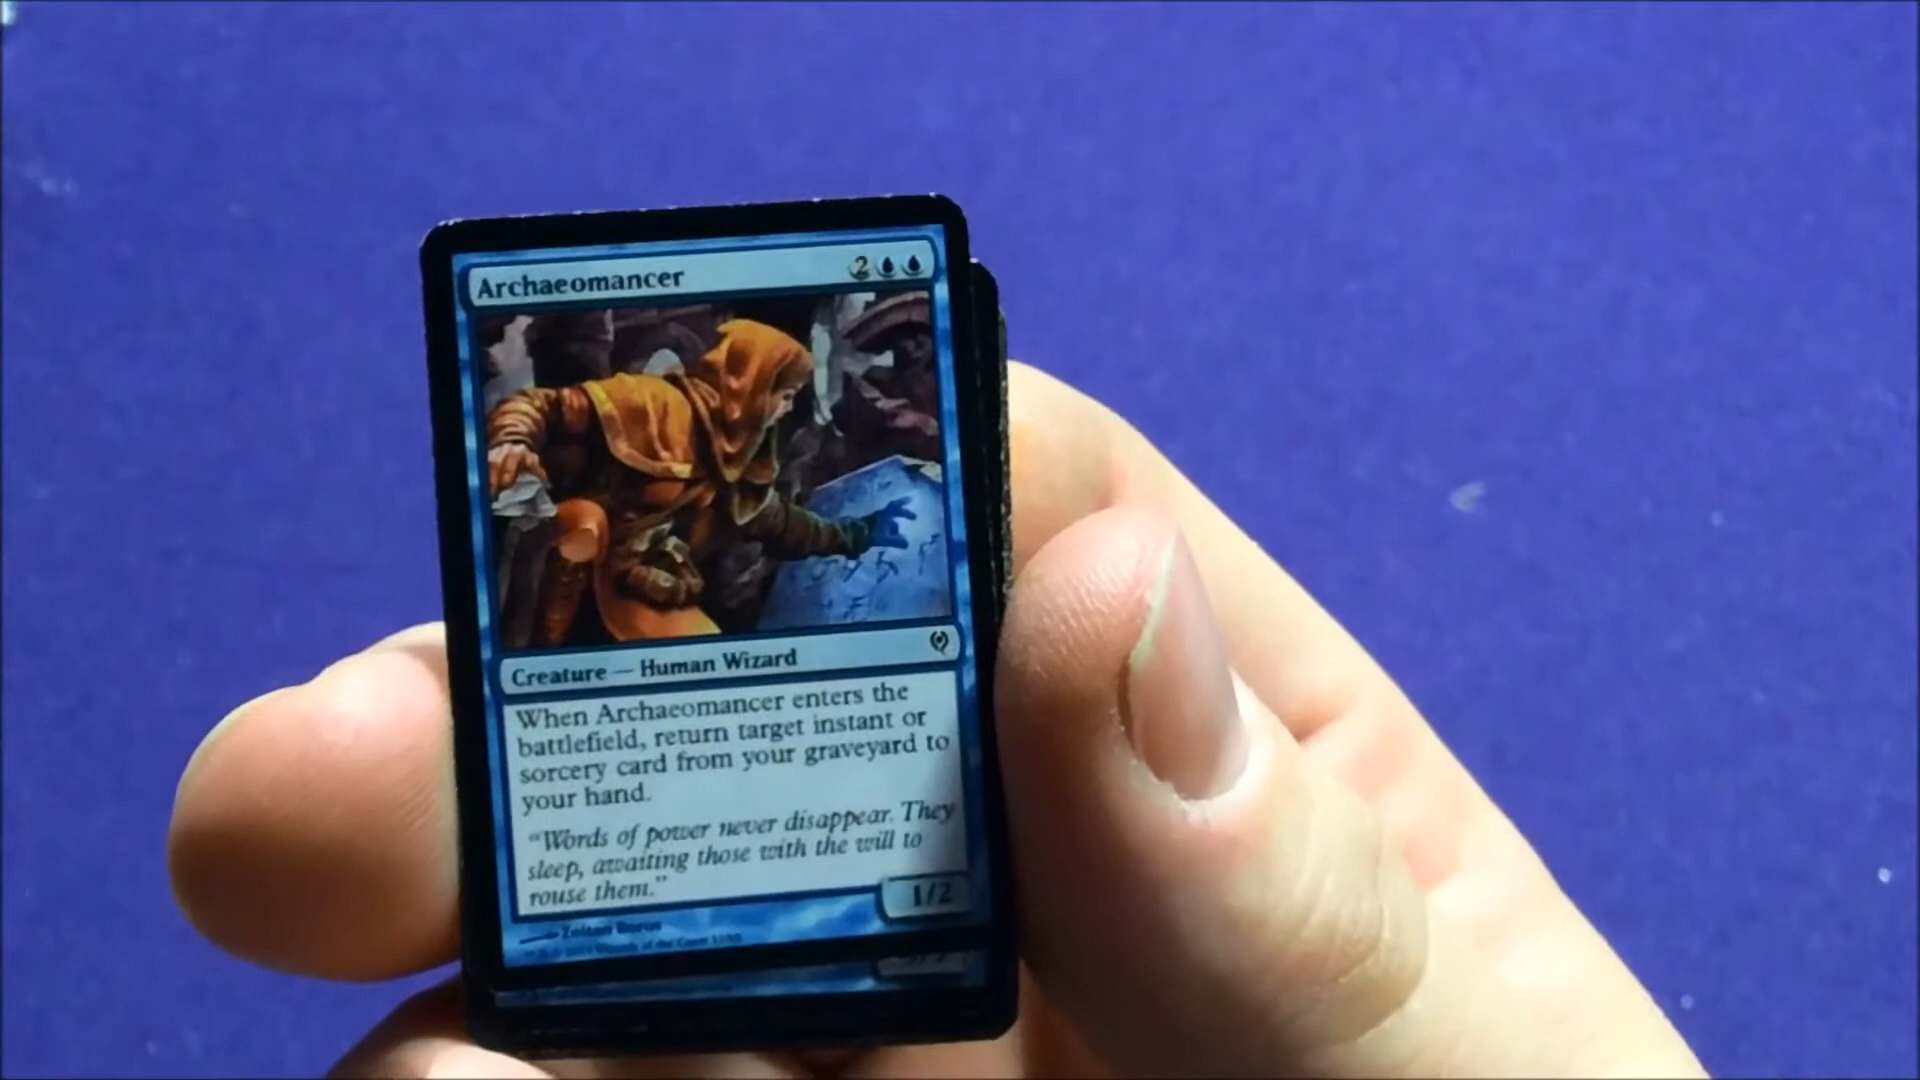 Archaeomancer 2
Creature — Human Wizard
When Archaeomancer enters the
battlefield, return target instant or
sorcery card from your graveyard to
your hand.
"Words of power never disappear. They
sleep, awaiting those with the will to
rouse them."
1/2
Zoltan Boros